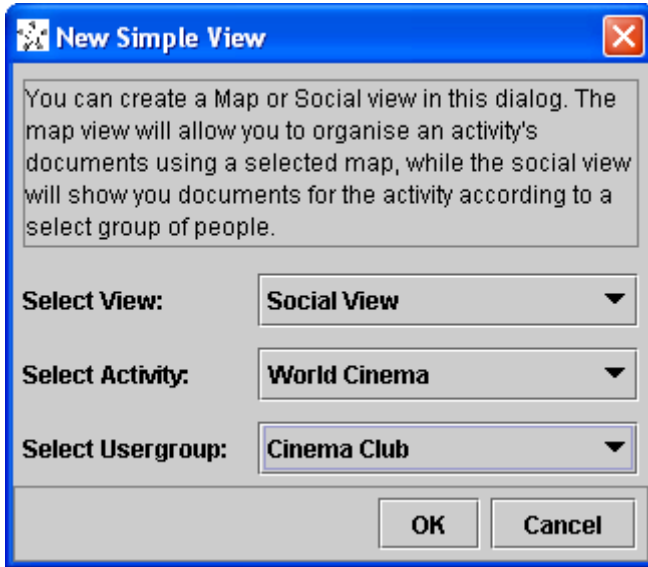 New Simple View
You can create a Map or Social view in this dialog. The
map view will allow you to organise an activity's
documents using a selected map, while the social view
will show you documents for the activity according to a
select group of people.
Select View: Social View
Select Activity: World Cinema
Select Usergroup: Cinema Club
OK Cancel